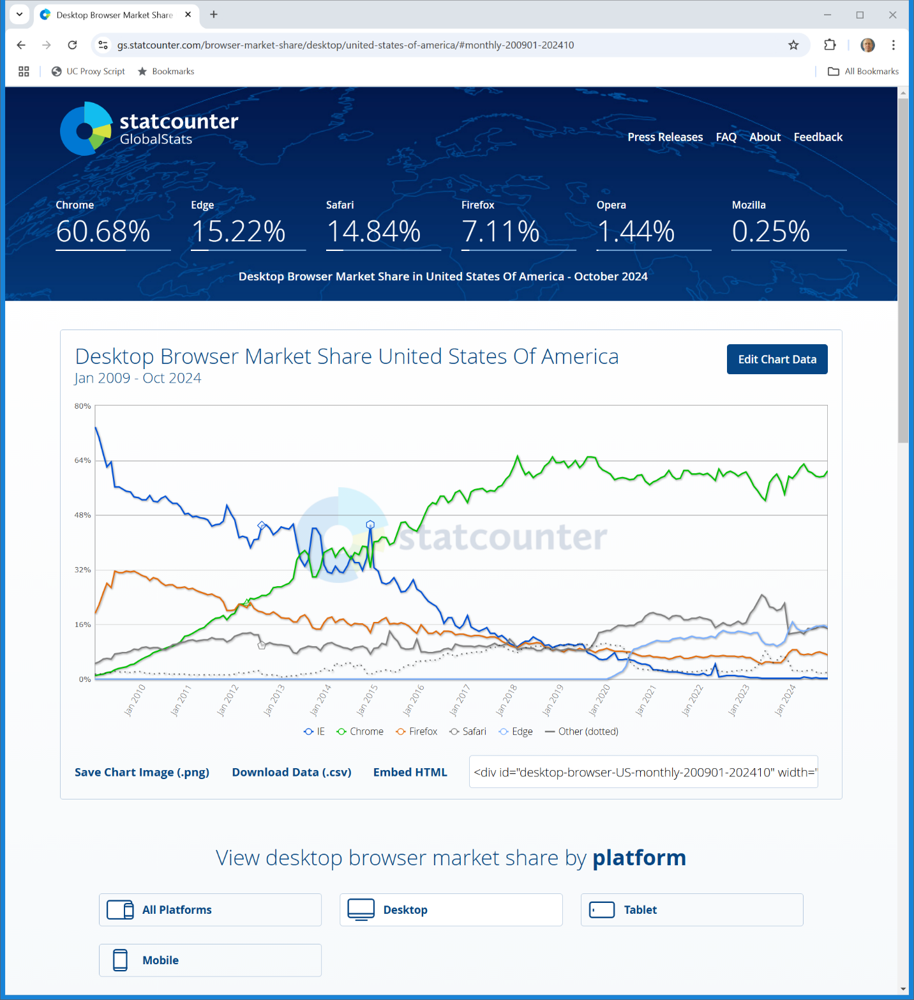 Desktop Browser Market Share
gs.statcounter.com/browser-market-share/desktop/united-states-of-america/#monthly-200901-202410
UC Proxy Script
Bookmarks
All Bookmarks
statcounter
GlobalStats
Press Releases FAQ About Feedback
Chrome Edge Safari Firefox Opera Mozilla
60.68% 15.22% 14.84% 7.11% 1.44% 0.25%
Desktop Browser Market Share in United States Of America - October 2024
Desktop Browser Market Share United States Of America
Jan 2009 - Oct 2024
Edit Chart Data
80%
64%
48%
statcounter
32%
16%
0%
Jan 2010 Jan 2011 Jan 2012 Jan 2013 Jan 2014 Jan 2015 Jan 2016 Jan 2017 Jan 2018 Jan 2019 Jan 2020 Jan 2021 Jan 2022 Jan 2023 Jan 2024
IE Chrome Firefox Safari Edge Other (dotted)
Save Chart Image (.png) Download Data (.csv) Embed HTML <div id="desktop-browser-US-monthly-200901-202410" width="
View desktop browser market share by platform
All Platforms Desktop Tablet
Mobile